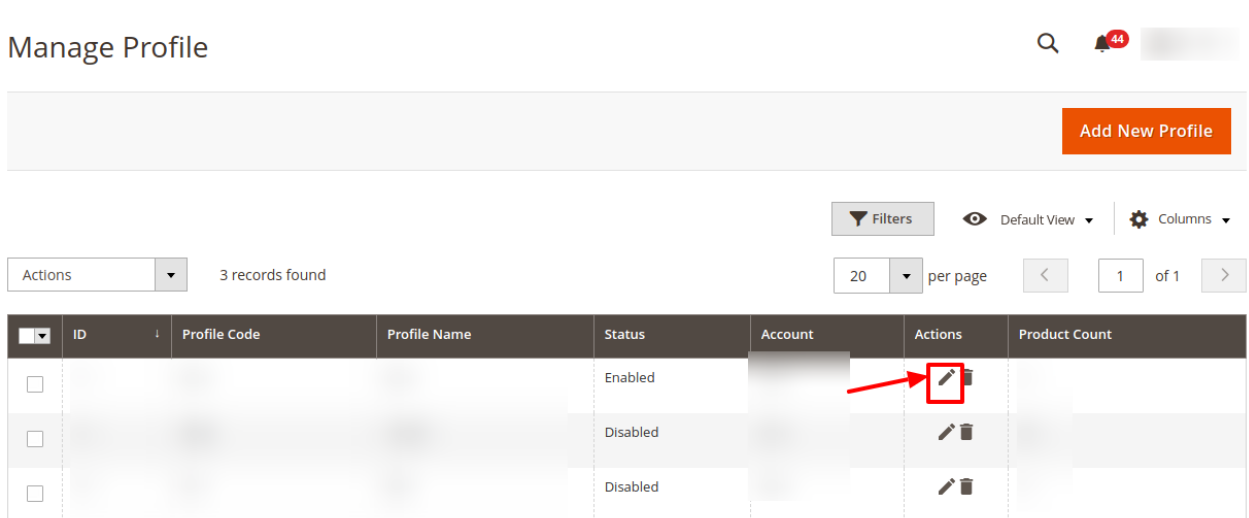 Manage Profile
44
Add New Profile
Filters Default View Columns
Actions 3 records found 20 per page 1 of 1
ID ↓ Profile Code Profile Name Status Account Actions Product Count
Enabled
Disabled
Disabled